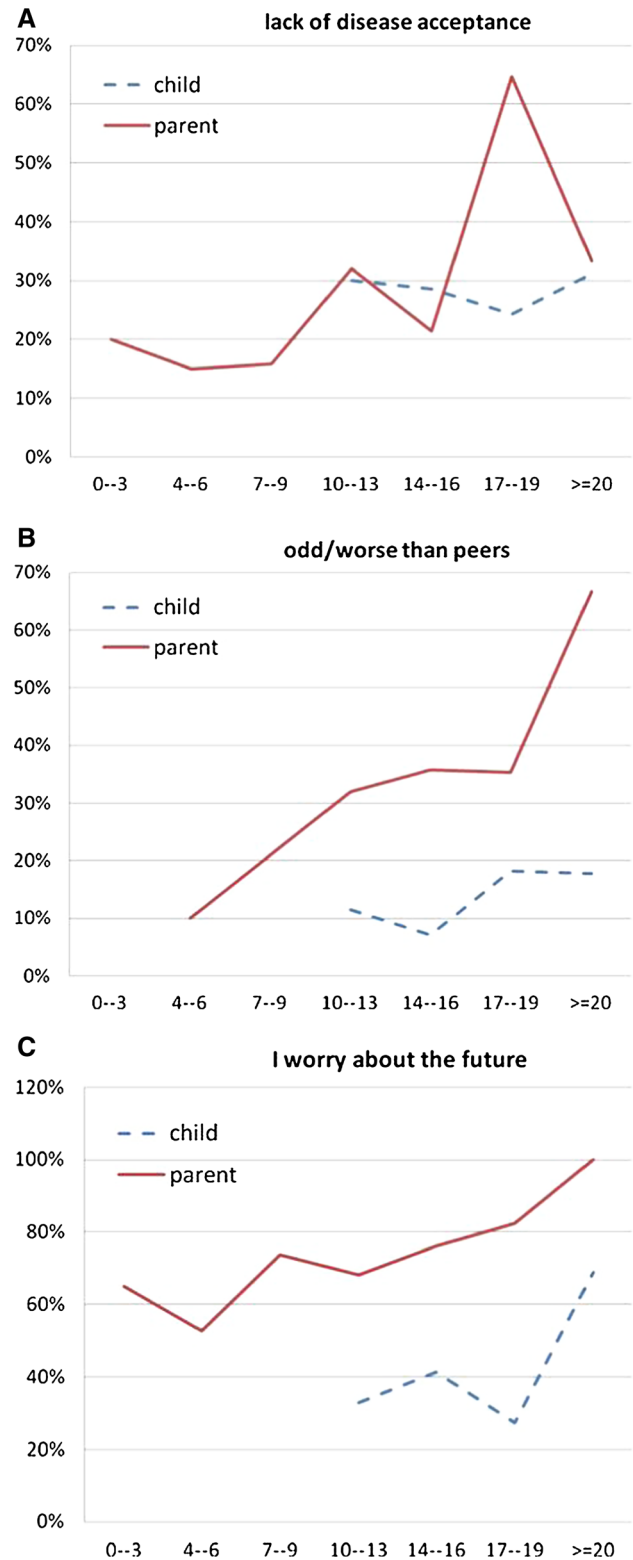 A
lack of disease acceptance
70%
child
60%
parent
50%
40%
30%
20%
10%
0%
0--3 4--6 7--9 10--13 14--16 17--19 >=20
B
odd/worse than peers
70%
child
60%
parent
50%
40%
30%
20%
10%
0%
0--3 4--6 7--9 10--13 14--16 17--19 >=20
C
I worry about the future
120%
child
100%
parent
80%
60%
40%
20%
0%
0--3 4--6 7--9 10--13 14--16 17--19 >=20